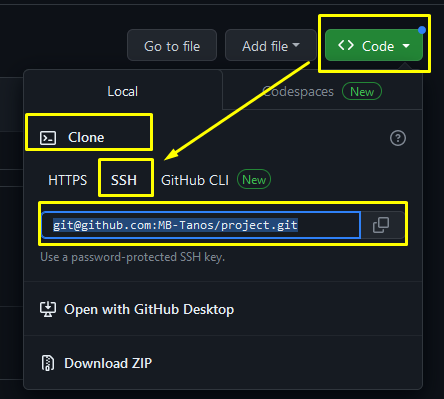 Go to file Add file Code
Local Codespaces New
Clone
HTTPS SSH GitHub CLI New
git@github.com:MB-Tanos/project.git
Use a password-protected SSH key.
Open with GitHub Desktop
Download ZIP